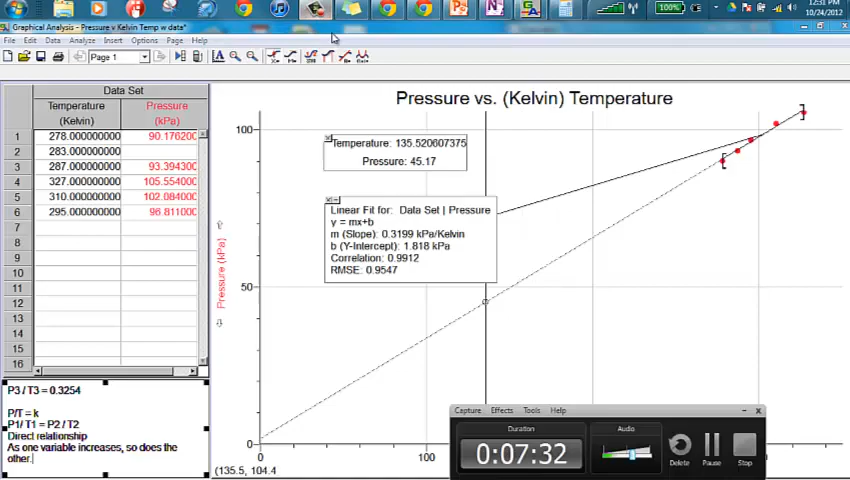 12:31 PM
100%
10/24/2012
Graphical Analysis - Pressure v Kelvin Temp w data*
File Edit Data Analyze Insert Options Page Help
Page 1
Data Set
Temperature (Kelvin)
Pressure (kPa)
1 278.000000000 90.176200
2 283.000000000
3 287.000000000 93.394300
4 327.000000000 105.554000
5 310.000000000 102.084000
6 295.000000000 96.811000
7
8
9
10
11
12
13
14
15
16
P3 / T3 = 0.3254
P/T = k
P1/ T1 = P2 / T2
Direct relationship
As one variable increases, so does the
other.
Pressure vs. (Kelvin) Temperature
Temperature: 135.520607375
Pressure: 45.17
Linear Fit for: Data Set | Pressure
y = mx+b
m (Slope): 0.3199 kPa/Kelvin
b (Y-Intercept): 1.818 kPa
Correlation: 0.9912
RMSE: 0.9547
Pressure (kPa)
100
50
0
0
100
(135.5, 104.4
Capture Effects Tools Help
Duration
Audio
0:07:32
Delete
Pause
Stop